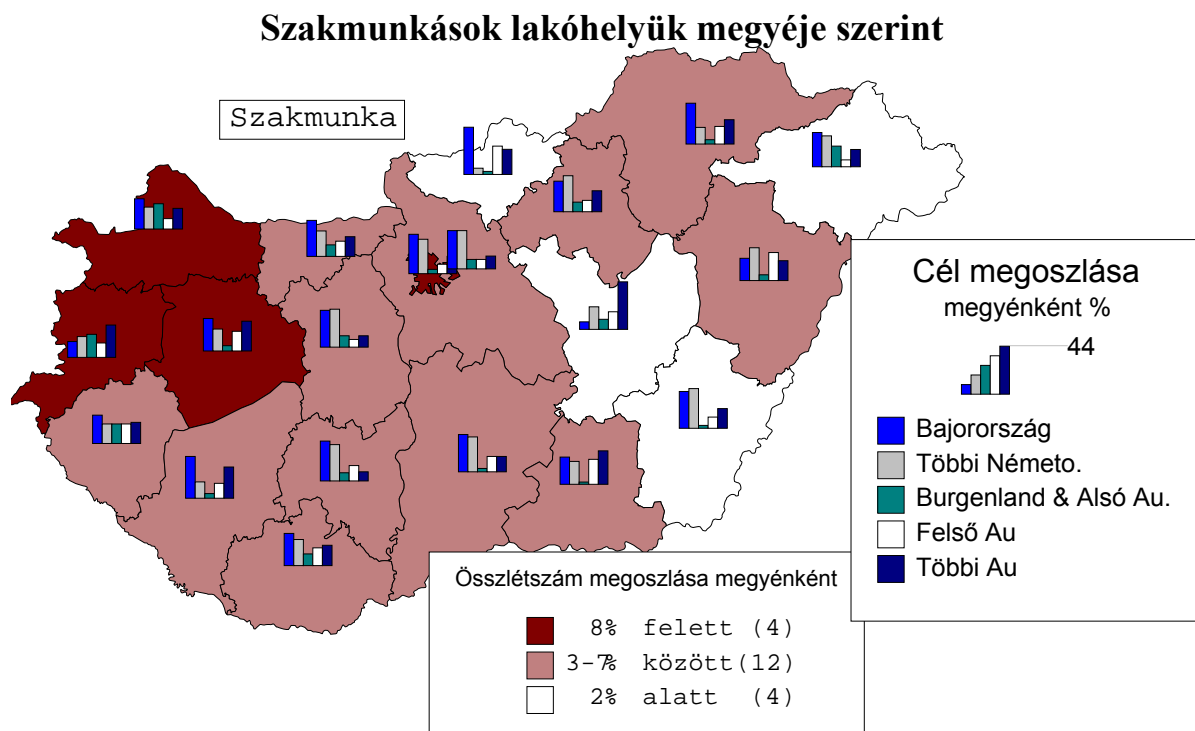 Szakmunkások lakóhelyük megyéje szerint
Szakmunka
Cél megoszlása
megyénként %
44
Bajorország
Többi Németo.
Burgenland & Alsó Au.
Felső Au
Többi Au
Összlétszám megoszlása megyénként
8% felett (4)
3-7% között(12)
2% alatt (4)